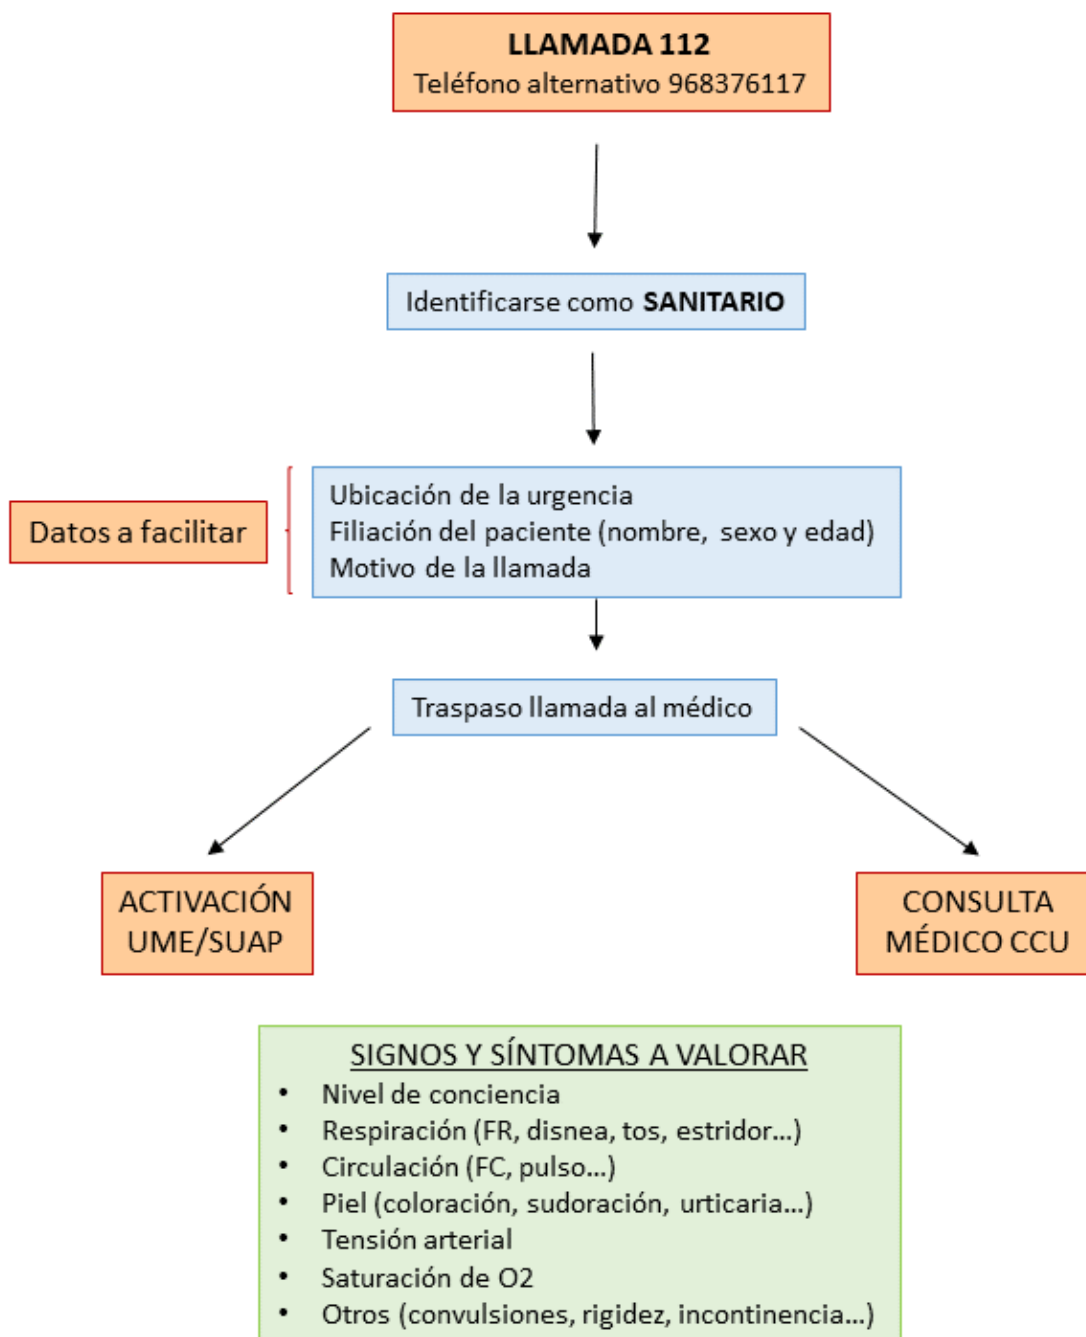 LLAMADA 112
Teléfono alternativo 968376117
Identificarse como SANITARIO
Datos a facilitar
Ubicación de la urgencia
Filiación del paciente (nombre, sexo y edad)
Motivo de la llamada
Traspaso llamada al médico
ACTIVACIÓN
UME/SUAP
CONSULTA
MÉDICO CCU
SIGNOS Y SÍNTOMAS A VALORAR
• Nivel de conciencia
• Respiración (FR, disnea, tos, estridor...)
• Circulación (FC, pulso...)
• Piel (coloración, sudoración, urticaria...)
• Tensión arterial
• Saturación de O2
• Otros (convulsiones, rigidez, incontinencia...)